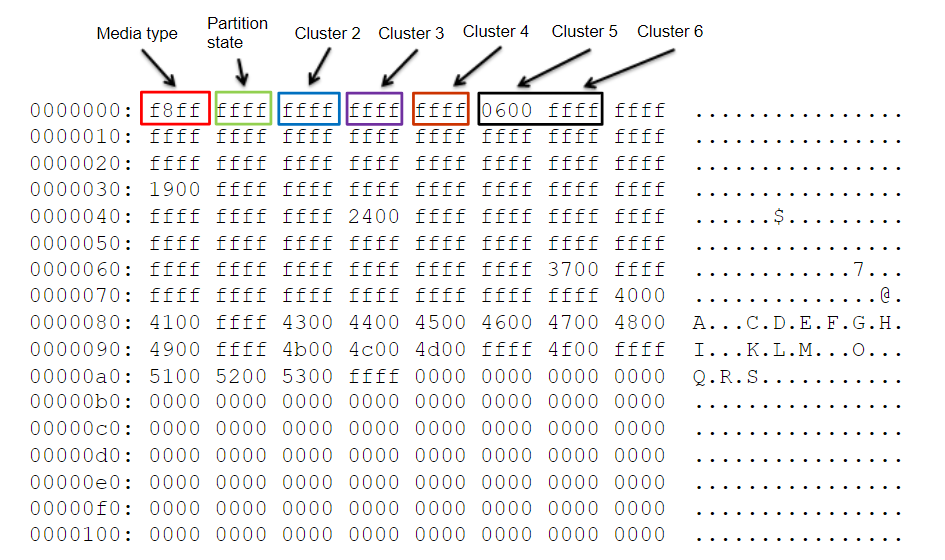 Media type
Partition
state
Cluster 2
Cluster 3
Cluster 4
Cluster 5
Cluster 6
0000000: f8ff ffff ffff ffff ffff 0600 ffff ffff ................
0000010: ffff ffff ffff ffff ffff ffff ffff ffff ................
0000020: ffff ffff ffff ffff ffff ffff ffff ffff ................
0000030: 1900 ffff ffff ffff ffff ffff ffff ffff ................
0000040: ffff ffff ffff 2400 ffff ffff ffff ffff ......$.........
0000050: ffff ffff ffff ffff ffff ffff ffff ffff ................
0000060: ffff ffff ffff ffff ffff ffff 3700 ffff ............7...
0000070: ffff ffff ffff ffff ffff ffff ffff 4000 ..............@.
0000080: 4100 ffff 4300 4400 4500 4600 4700 4800 A...C.D.E.F.G.H.
0000090: 4900 ffff 4b00 4c00 4d00 ffff 4f00 ffff I...K.L.M...O...
00000a0: 5100 5200 5300 ffff 0000 0000 0000 0000 Q.R.S...........
00000b0: 0000 0000 0000 0000 0000 0000 0000 0000 ................
00000c0: 0000 0000 0000 0000 0000 0000 0000 0000 ................
00000d0: 0000 0000 0000 0000 0000 0000 0000 0000 ................
00000e0: 0000 0000 0000 0000 0000 0000 0000 0000 ................
00000f0: 0000 0000 0000 0000 0000 0000 0000 0000 ................
0000100: 0000 0000 0000 0000 0000 0000 0000 0000 ................